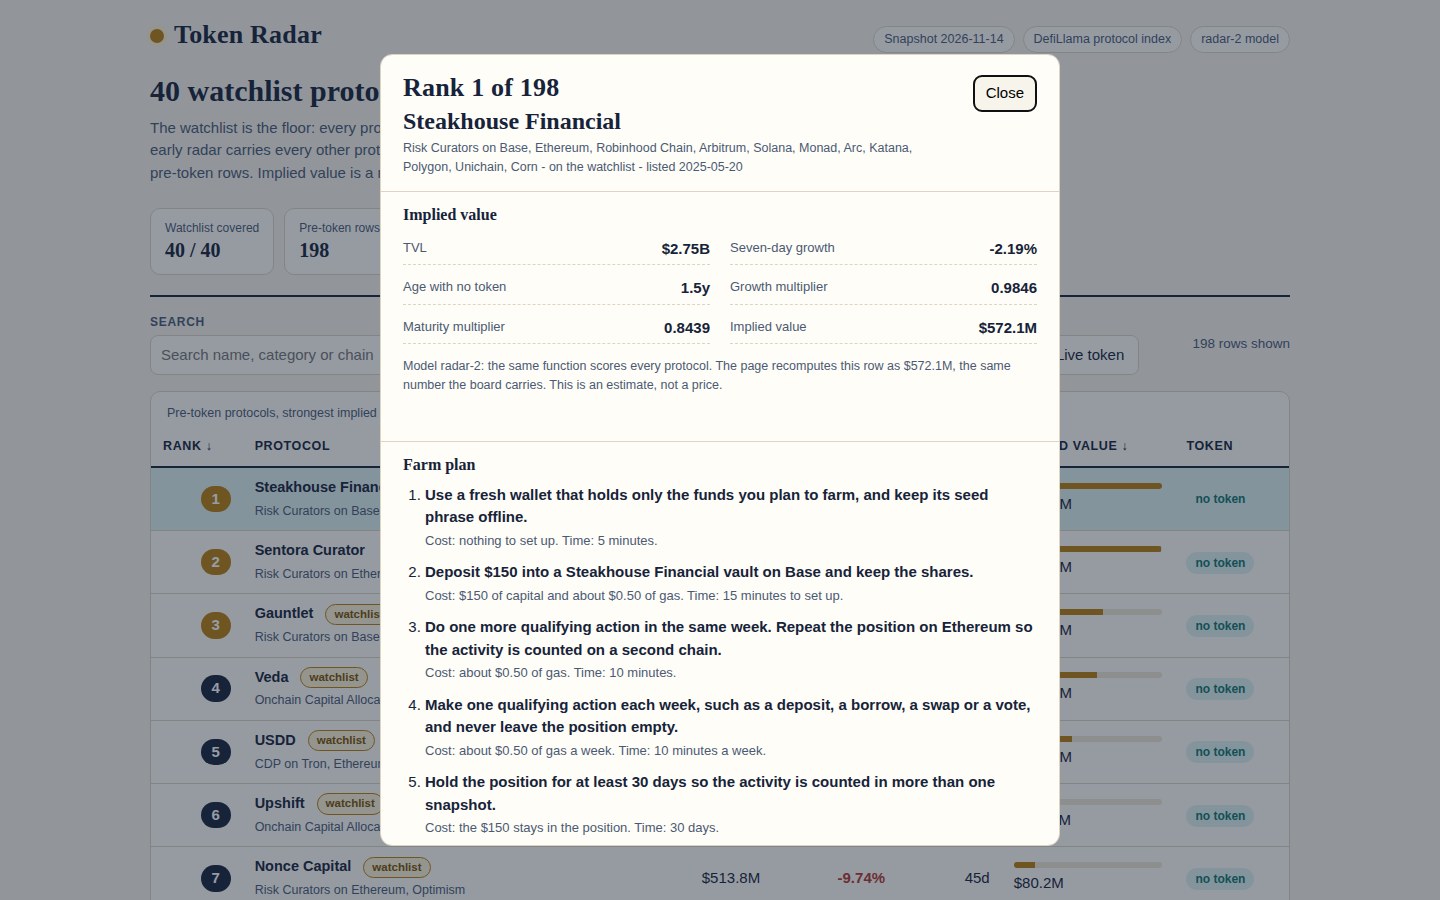 Token Radar
Snapshot 2026-11-14
DefiLlama protocol index
radar-2 model
40 watchlist proto
The watchlist is the floor: every pro
early radar carries every other prot
pre-token rows. Implied value is a
Watchlist covered
40 / 40
Pre-token rows
198
SEARCH
Search name, category or chain
Live token
198 rows shown
Pre-token protocols, strongest implied
RANK ↓
PROTOCOL
D VALUE ↓
TOKEN
1
Steakhouse Finan
Risk Curators on Base
M
no token
2
Sentora Curator
Risk Curators on Ether
M
no token
3
Gauntlet
watchlis
Risk Curators on Base
M
no token
4
Veda
watchlist
Onchain Capital Alloca
M
no token
5
USDD
watchlist
CDP on Tron, Ethereu
M
no token
6
Upshift
watchlist
Onchain Capital Alloca
M
no token
7
Nonce Capital
watchlist
Risk Curators on Ethereum, Optimism
$513.8M
-9.74%
45d
$80.2M
no token
Rank 1 of 198
Close
Steakhouse Financial
Risk Curators on Base, Ethereum, Robinhood Chain, Arbitrum, Solana, Monad, Arc, Katana,
Polygon, Unichain, Corn - on the watchlist - listed 2025-05-20
Implied value
TVL
$2.75B
Seven-day growth
-2.19%
Age with no token
1.5y
Growth multiplier
0.9846
Maturity multiplier
0.8439
Implied value
$572.1M
Model radar-2: the same function scores every protocol. The page recomputes this row as $572.1M, the same
number the board carries. This is an estimate, not a price.
Farm plan
1. Use a fresh wallet that holds only the funds you plan to farm, and keep its seed
phrase offline.
Cost: nothing to set up. Time: 5 minutes.
2. Deposit $150 into a Steakhouse Financial vault on Base and keep the shares.
Cost: $150 of capital and about $0.50 of gas. Time: 15 minutes to set up.
3. Do one more qualifying action in the same week. Repeat the position on Ethereum so
the activity is counted on a second chain.
Cost: about $0.50 of gas. Time: 10 minutes.
4. Make one qualifying action each week, such as a deposit, a borrow, a swap or a vote,
and never leave the position empty.
Cost: about $0.50 of gas a week. Time: 10 minutes a week.
5. Hold the position for at least 30 days so the activity is counted in more than one
snapshot.
Cost: the $150 stays in the position. Time: 30 days.